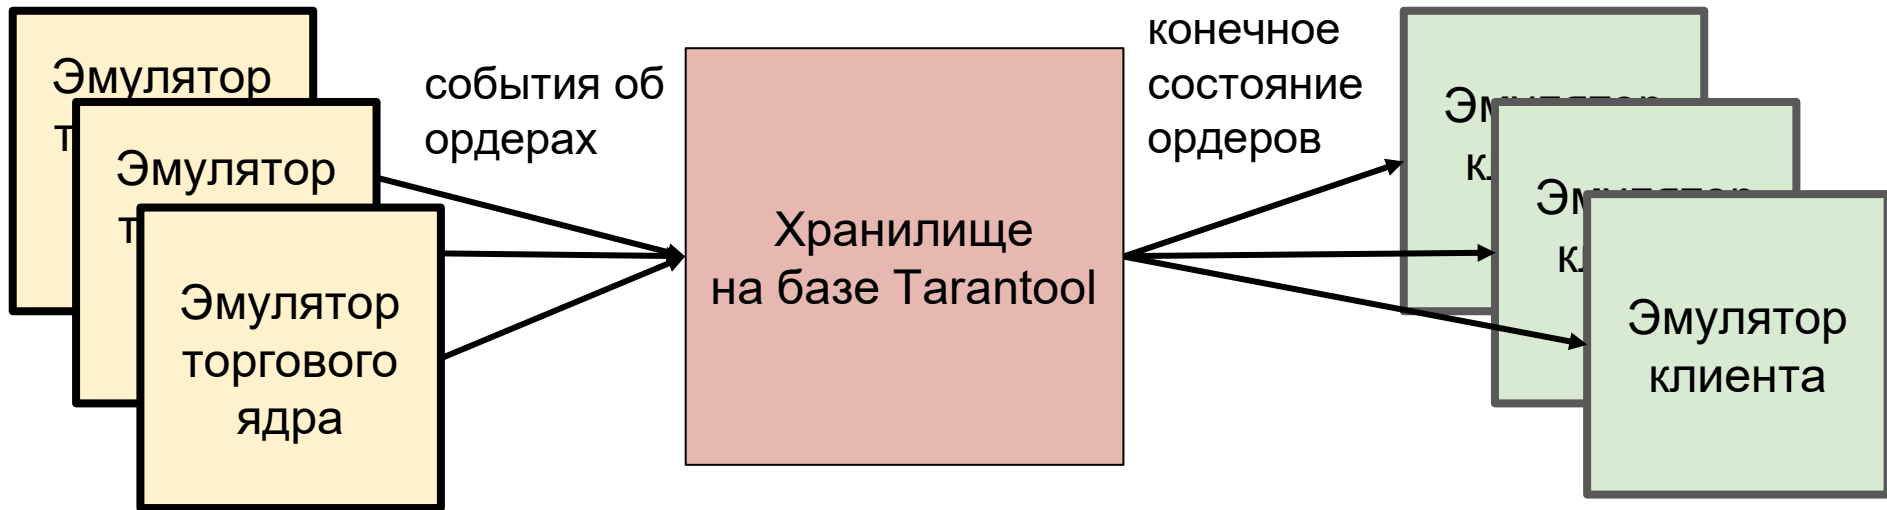 Эмулятор
Эмулятор
Эмулятор
торгового
ядра
события об
ордерах
Хранилище
на базе Tarantool
конечное
состояние
ордеров
Эмулятор
клиента